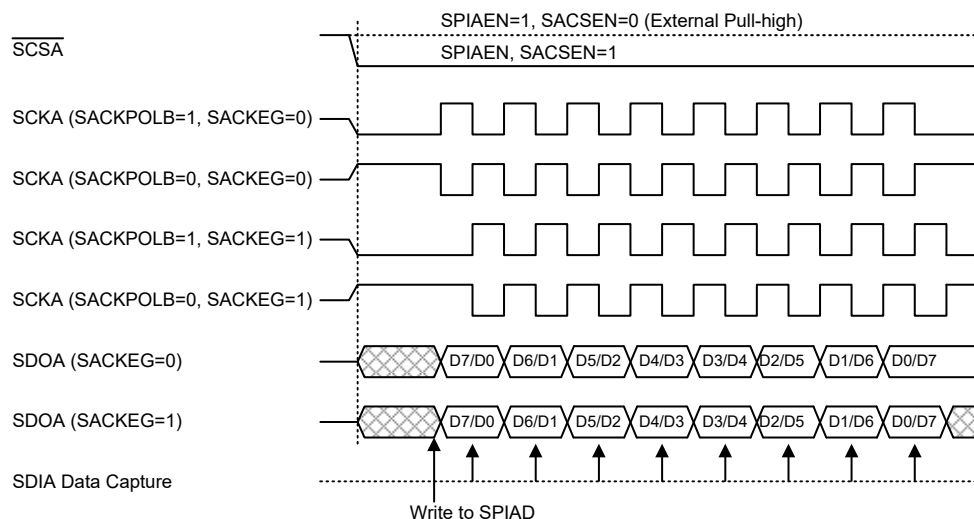 SPIAEN=1, SACSEN=0 (External Pull-high)
SCSA
SPIAEN, SACSEN=1
SCKA (SACKPOLB=1, SACKEG=0)
SCKA (SACKPOLB=0, SACKEG=0)
SCKA (SACKPOLB=1, SACKEG=1)
SCKA (SACKPOLB=0, SACKEG=1)
SDOA (SACKEG=0) D7/D0 D6/D1 D5/D2 D4/D3 D3/D4 D2/D5 D1/D6 D0/D7
SDOA (SACKEG=1) D7/D0 D6/D1 D5/D2 D4/D3 D3/D4 D2/D5 D1/D6 D0/D7
SDIA Data Capture
Write to SPIAD